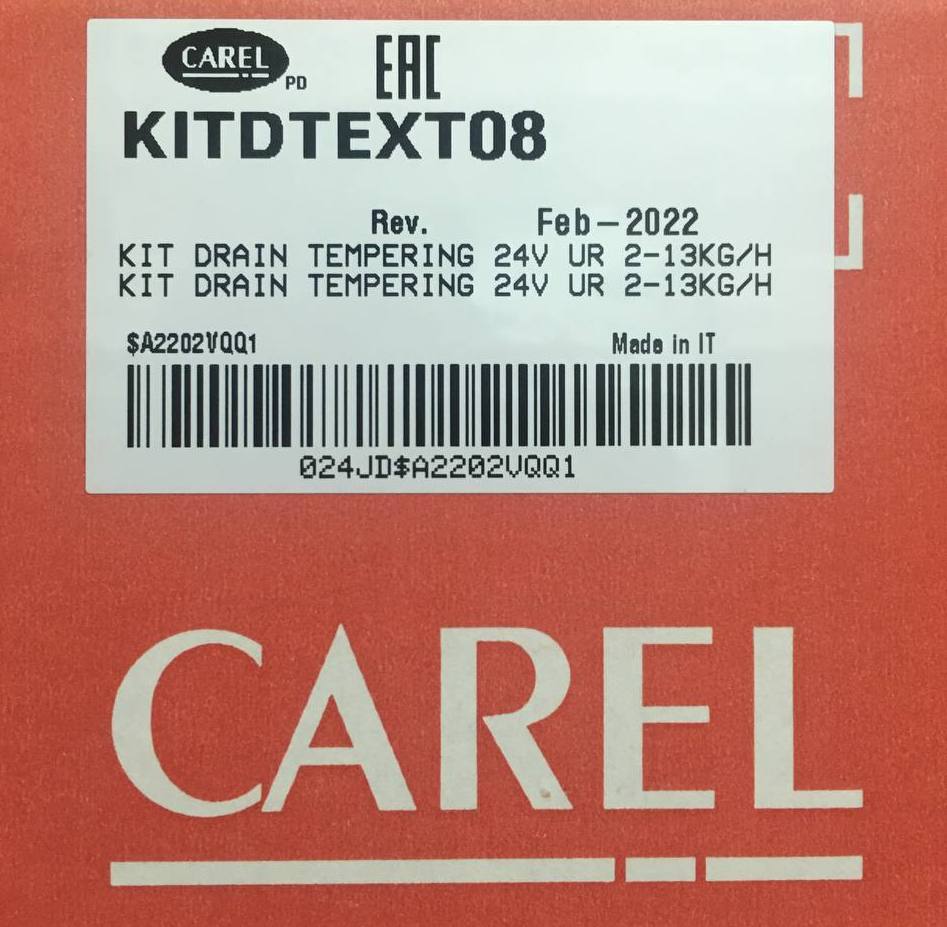 CAREL PD EAC
KITDTEXT08
Rev. Feb-2022
KIT DRAIN TEMPERING 24V UR 2-13KG/H
KIT DRAIN TEMPERING 24V UR 2-13KG/H
$A2202VQQ1 Made in IT
024JD$A2202VQQ1
CAREL